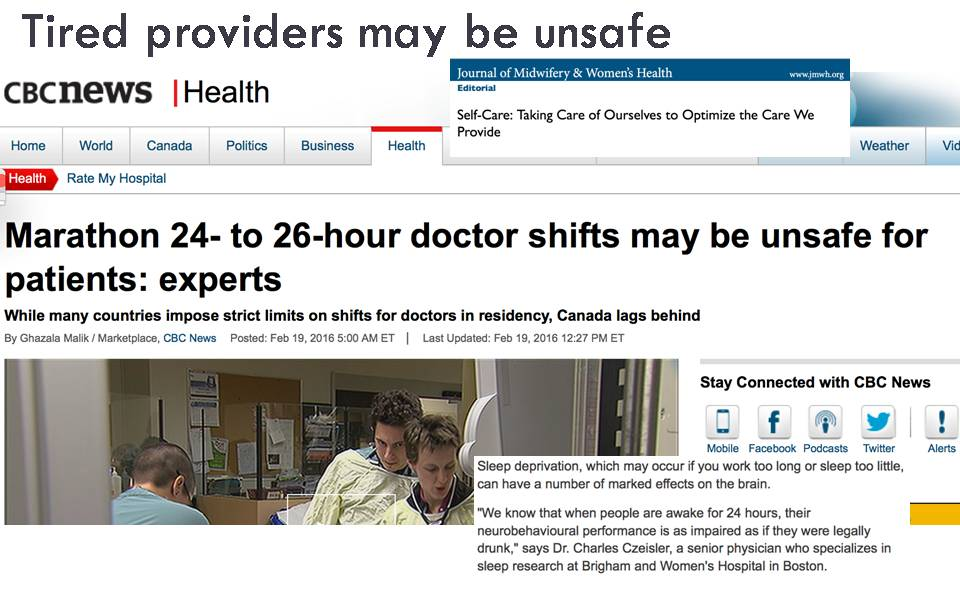 Tired providers may be unsafe
CBCnews | Health
Journal of Midwifery & Women's Health www.jmwh.org
Editorial
Self-Care: Taking Care of Ourselves to Optimize the Care We
Provide
Home World Canada Politics Business Health Weather Vid
Health Rate My Hospital
Marathon 24- to 26-hour doctor shifts may be unsafe for
patients: experts
While many countries impose strict limits on shifts for doctors in residency, Canada lags behind
By Ghazala Malik / Marketplace, CBC News Posted: Feb 19, 2016 5:00 AM ET | Last Updated: Feb 19, 2016 12:27 PM ET
Stay Connected with CBC News
Mobile Facebook Podcasts Twitter Alerts
Sleep deprivation, which may occur if you work too long or sleep too little,
can have a number of marked effects on the brain.
"We know that when people are awake for 24 hours, their
neurobehavioural performance is as impaired as if they were legally
drunk," says Dr. Charles Czeisler, a senior physician who specializes in
sleep research at Brigham and Women's Hospital in Boston.